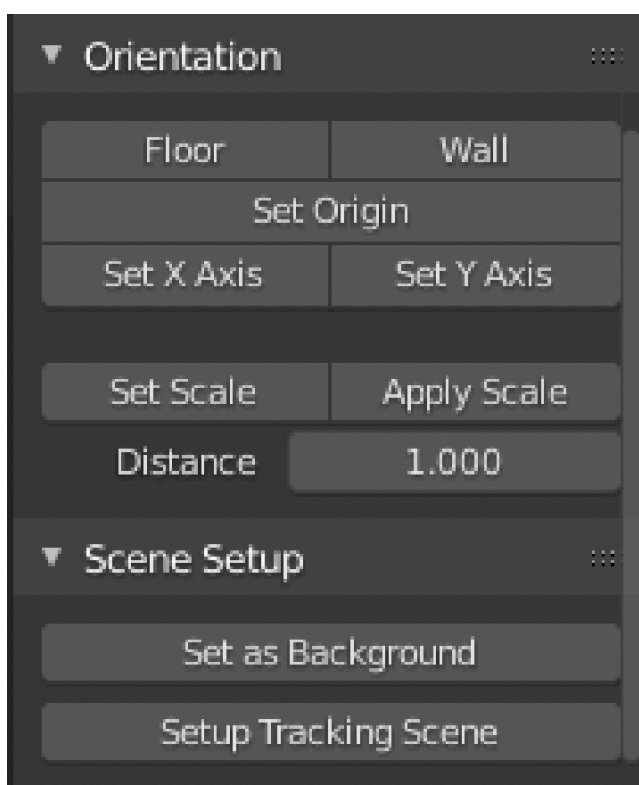 Orientation
Floor Wall
Set Origin
Set X Axis Set Y Axis
Set Scale Apply Scale
Distance 1.000
Scene Setup
Set as Background
Setup Tracking Scene